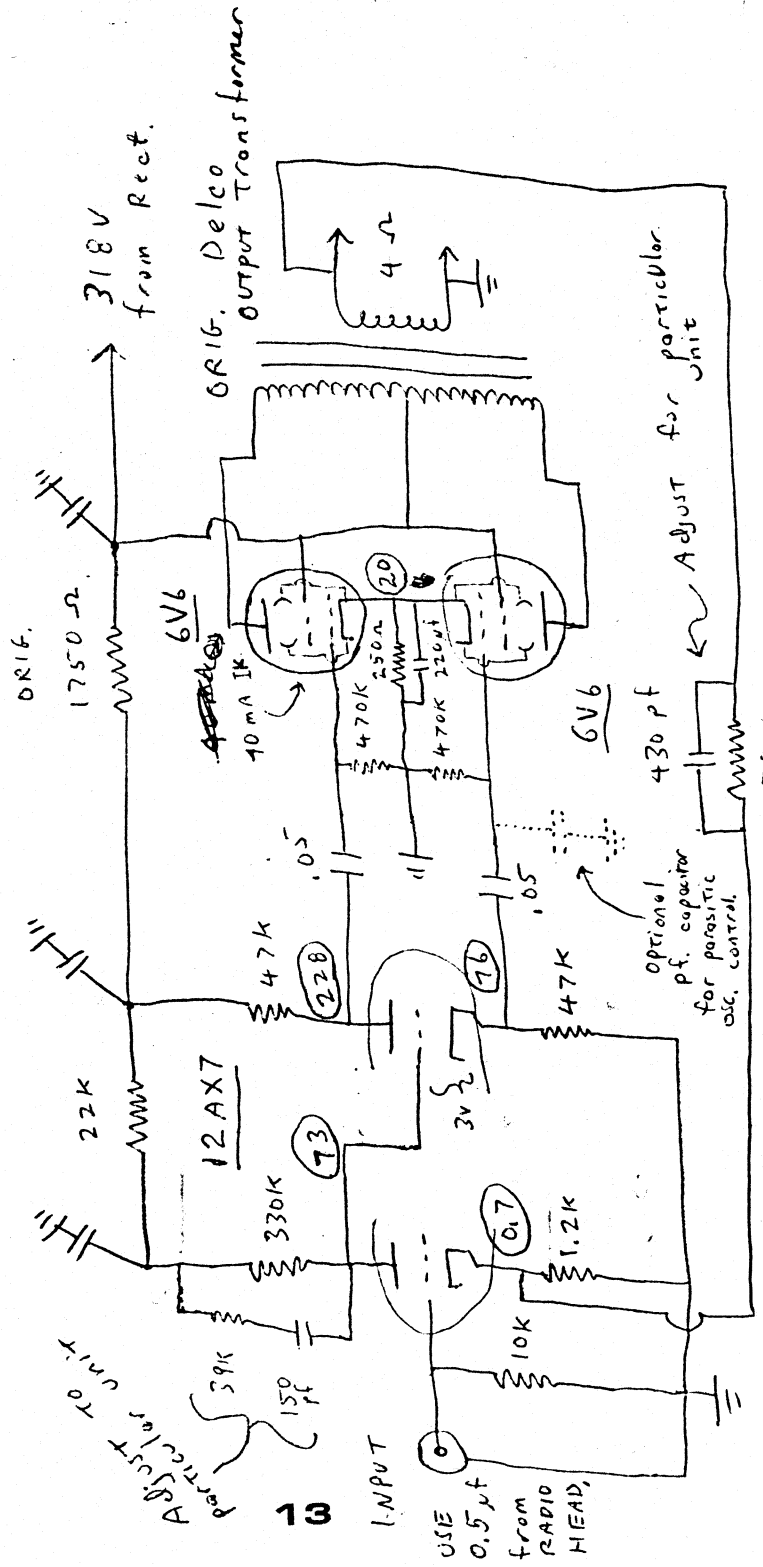 ORIG.
1750 Ω
318V
from Rect.
ORIG. Delco
OUTPUT Transformer
4 Ω
22K
47K
12AX7
228
.05
6V6
40 mA IK
20
250Ω
220µf
470K
470K
Adjust to
particular unit
39K
150
pf
330K
73
76
3V
.05
47K
6V6
430 pf
Adjust for particular
unit
OPTIONAL
pf. capacitor
for parasitic
osc. control.
0.7
1.2K
10K
INPUT
USE
0.5µf
from
RADIO
HEAD,
13